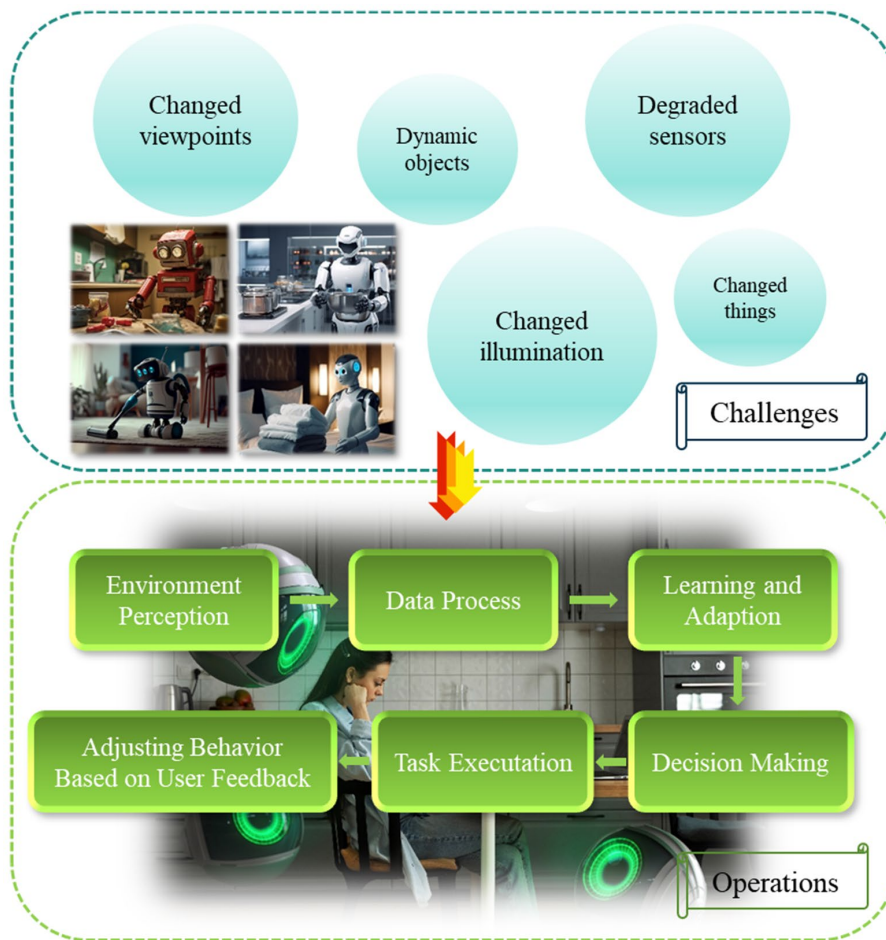 Changed
viewpoints
Dynamic
objects
Degraded
sensors
Changed
illumination
Changed
things
Challenges
Environment
Perception
Data Process
Learning and
Adaption
Decision Making
Task Executation
Adjusting Behavior
Based on User Feedback
Operations